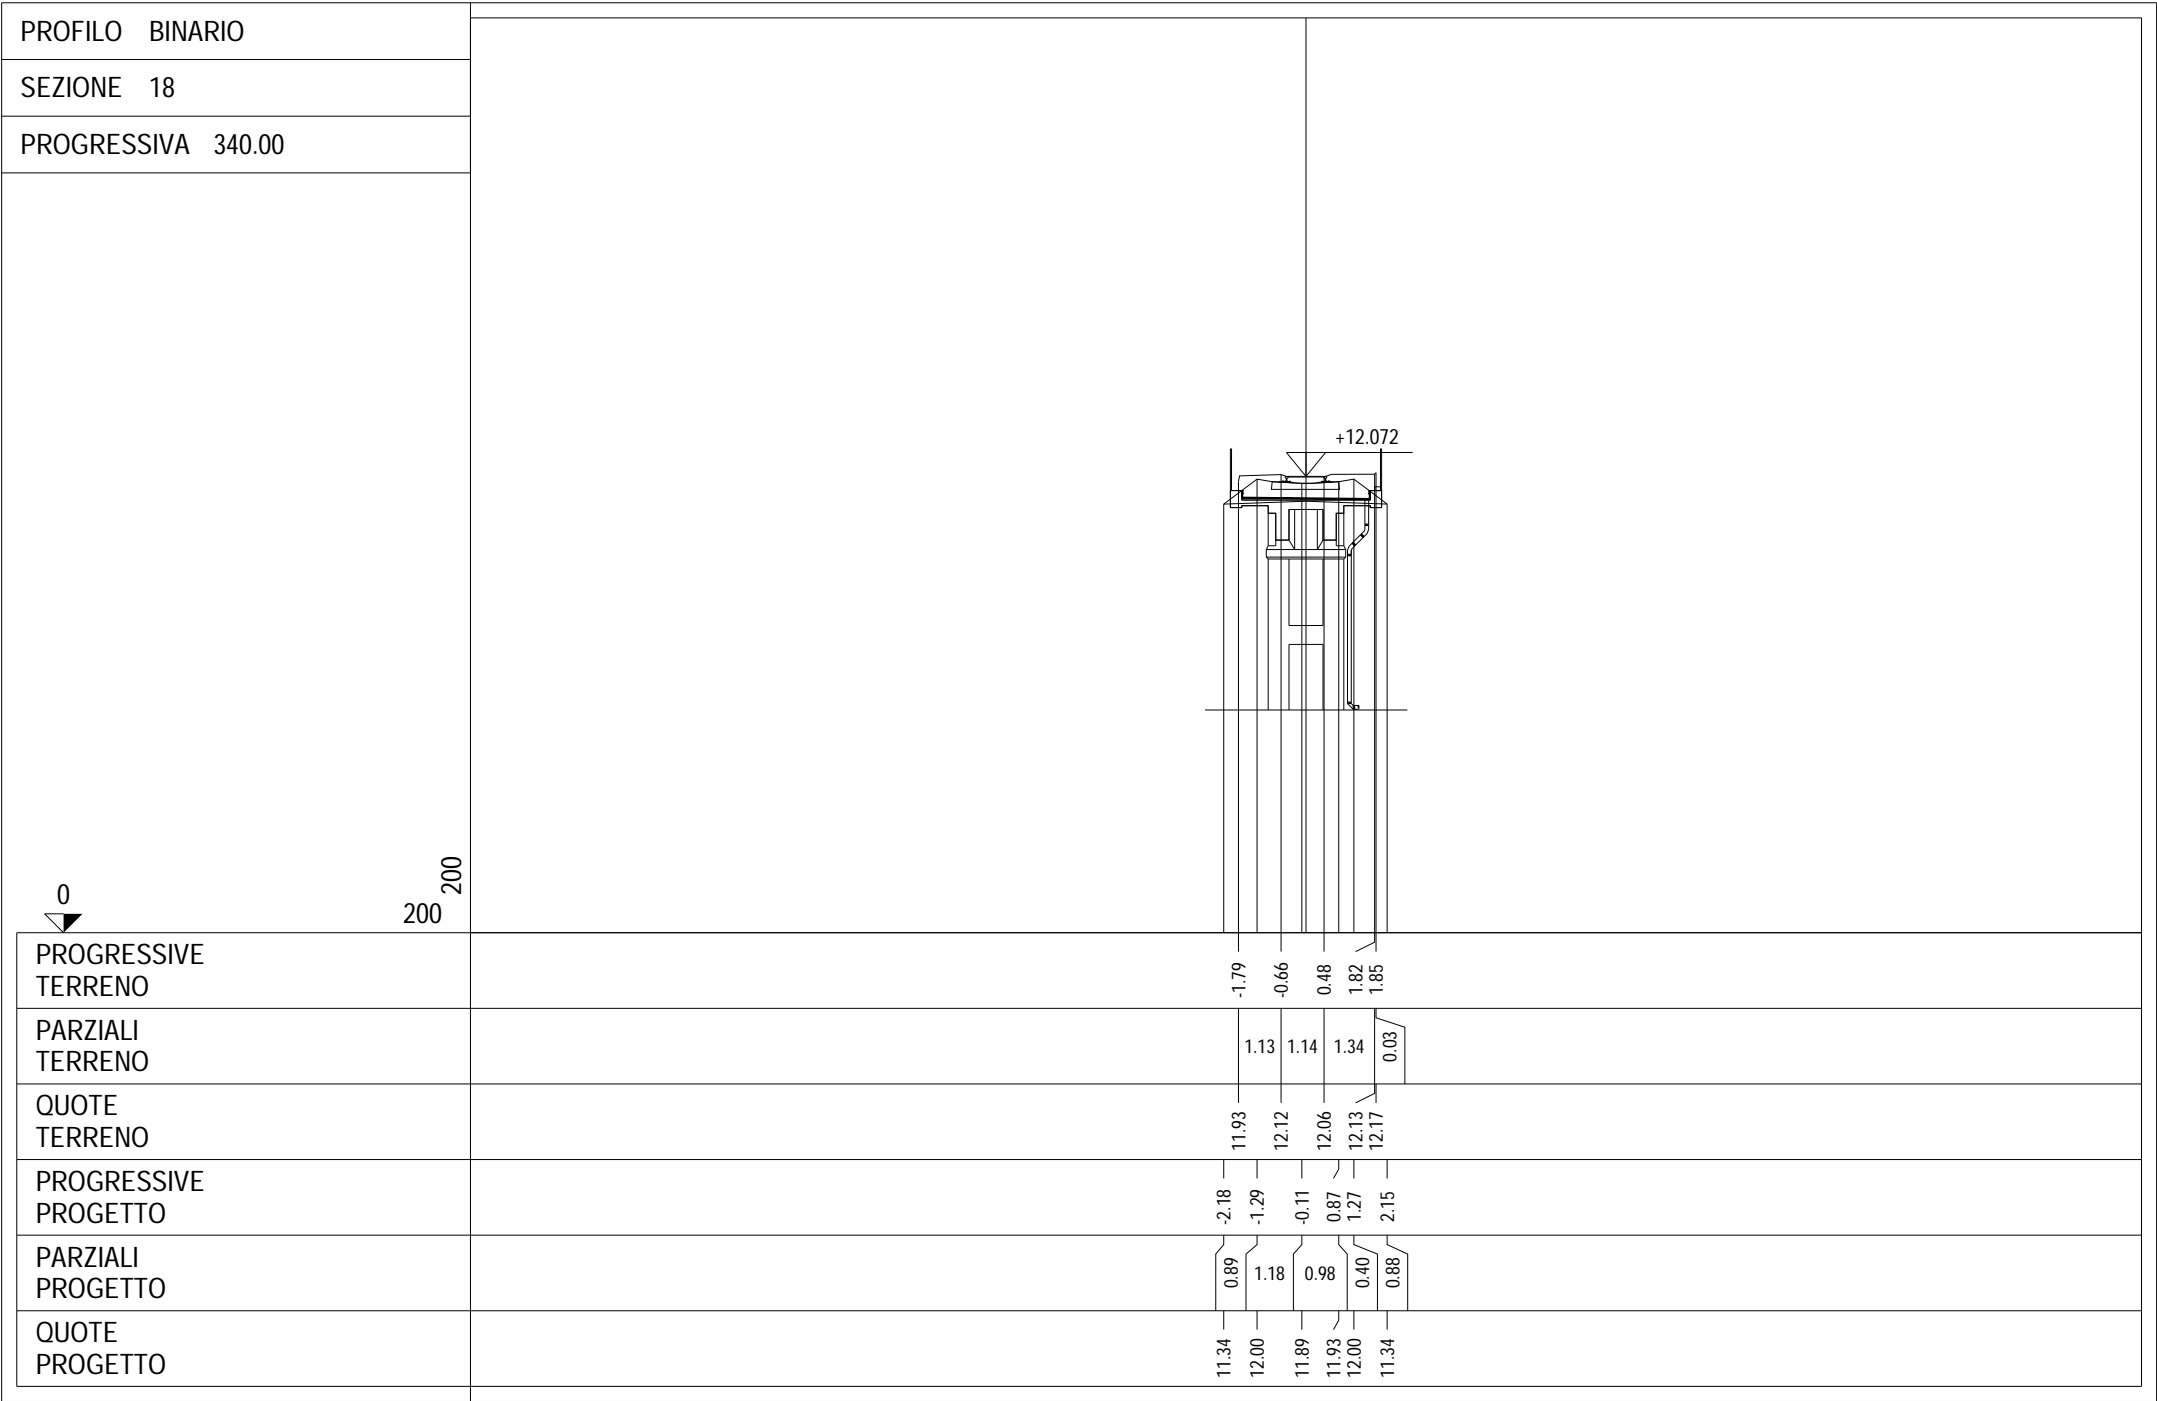 PROFILO BINARIO
SEZIONE 18
PROGRESSIVA 340.00
+12.072
200
0
200
PROGRESSIVE
TERRENO
-1.79 -0.66 0.48 1.82 1.85
PARZIALI
TERRENO
1.13 1.14 1.34 0.03
QUOTE
TERRENO
11.93 12.12 12.06 12.13 12.17
PROGRESSIVE
PROGETTO
-2.18 -1.29 -0.11 0.87 1.27 2.15
PARZIALI
PROGETTO
0.89 1.18 0.98 0.40 0.88
QUOTE
PROGETTO
11.34 12.00 11.89 11.93 12.00 11.34